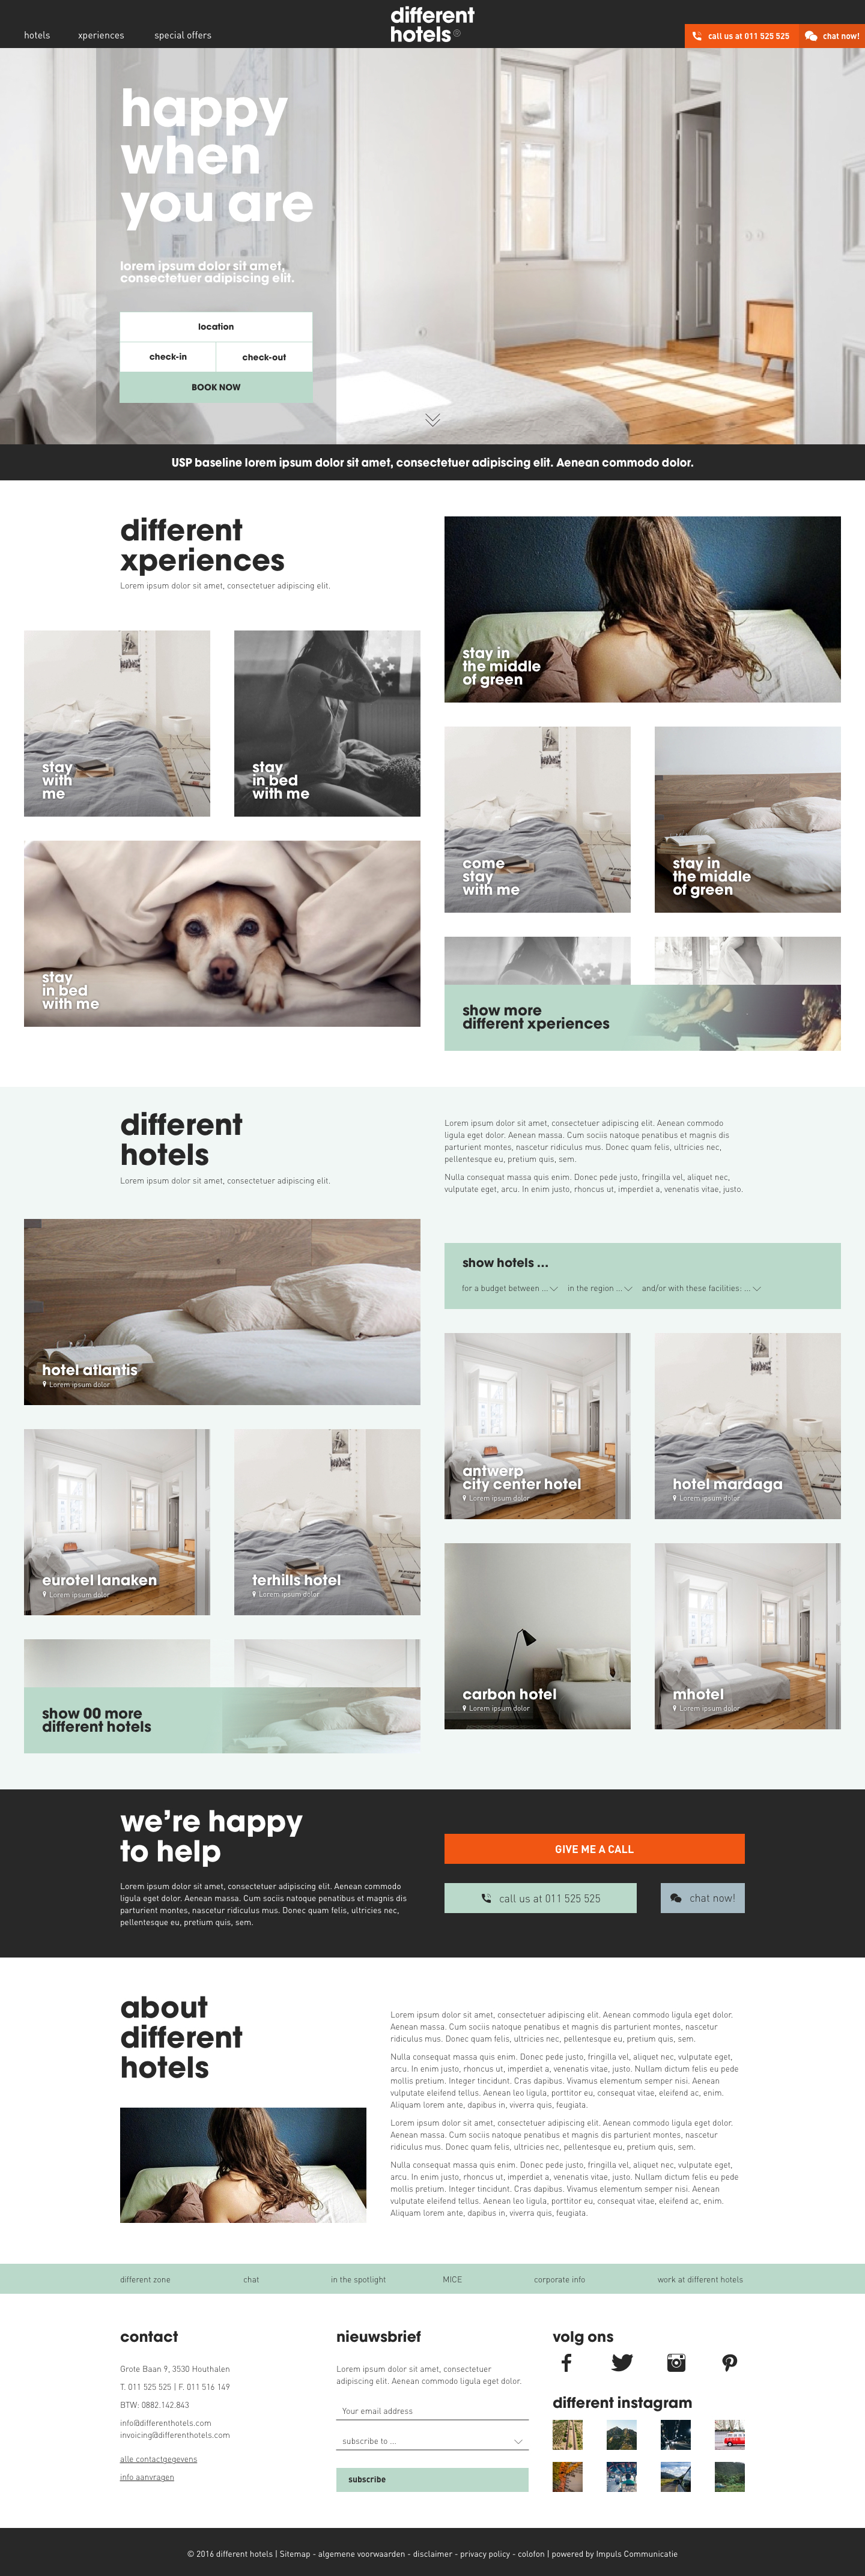 hotels
xperiences
special offers
different
hotels®
call us at 011 525 525
chat now!
happy
when
you are
lorem ipsum dolor sit amet,
consectetuer adipiscing elit.
location
check-in
check-out
BOOK NOW
USP baseline lorem ipsum dolor sit amet, consectetuer adipiscing elit. Aenean commodo dolor.
different
xperiences
Lorem ipsum dolor sit amet, consectetuer adipiscing elit.
stay
with
me
stay
in bed
with me
stay
in bed
with me
stay in
the middle
of green
come
stay
with me
stay in
the middle
of green
show more
different xperiences
different
hotels
Lorem ipsum dolor sit amet, consectetuer adipiscing elit.
Lorem ipsum dolor sit amet, consectetuer adipiscing elit. Aenean commodo
ligula eget dolor. Aenean massa. Cum sociis natoque penatibus et magnis dis
parturient montes, nascetur ridiculus mus. Donec quam felis, ultricies nec,
pellentesque eu, pretium quis, sem.
Nulla consequat massa quis enim. Donec pede justo, fringilla vel, aliquet nec,
vulputate eget, arcu. In enim justo, rhoncus ut, imperdiet a, venenatis vitae, justo.
hotel atlantis
Lorem ipsum dolor
eurotel lanaken
Lorem ipsum dolor
terhills hotel
Lorem ipsum dolor
show 00 more
different hotels
show hotels ...
for a budget between ...
in the region ...
and/or with these facilities: ...
antwerp
city center hotel
Lorem ipsum dolor
hotel mardaga
Lorem ipsum dolor
carbon hotel
Lorem ipsum dolor
mhotel
Lorem ipsum dolor
we're happy
to help
Lorem ipsum dolor sit amet, consectetuer adipiscing elit. Aenean commodo
ligula eget dolor. Aenean massa. Cum sociis natoque penatibus et magnis dis
parturient montes, nascetur ridiculus mus. Donec quam felis, ultricies nec,
pellentesque eu, pretium quis, sem.
GIVE ME A CALL
call us at 011 525 525
chat now!
about
different
hotels
Lorem ipsum dolor sit amet, consectetuer adipiscing elit. Aenean commodo ligula eget dolor.
Aenean massa. Cum sociis natoque penatibus et magnis dis parturient montes, nascetur
ridiculus mus. Donec quam felis, ultricies nec, pellentesque eu, pretium quis, sem.
Nulla consequat massa quis enim. Donec pede justo, fringilla vel, aliquet nec, vulputate eget,
arcu. In enim justo, rhoncus ut, imperdiet a, venenatis vitae, justo. Nullam dictum felis eu pede
mollis pretium. Integer tincidunt. Cras dapibus. Vivamus elementum semper nisi. Aenean
vulputate eleifend tellus. Aenean leo ligula, porttitor eu, consequat vitae, eleifend ac, enim.
Aliquam lorem ante, dapibus in, viverra quis, feugiata.
Lorem ipsum dolor sit amet, consectetuer adipiscing elit. Aenean commodo ligula eget dolor.
Aenean massa. Cum sociis natoque penatibus et magnis dis parturient montes, nascetur
ridiculus mus. Donec quam felis, ultricies nec, pellentesque eu, pretium quis, sem.
Nulla consequat massa quis enim. Donec pede justo, fringilla vel, aliquet nec, vulputate eget,
arcu. In enim justo, rhoncus ut, imperdiet a, venenatis vitae, justo. Nullam dictum felis eu pede
mollis pretium. Integer tincidunt. Cras dapibus. Vivamus elementum semper nisi. Aenean
vulputate eleifend tellus. Aenean leo ligula, porttitor eu, consequat vitae, eleifend ac, enim.
Aliquam lorem ante, dapibus in, viverra quis, feugiata.
different zone
chat
in the spotlight
MICE
corporate info
work at different hotels
contact
Grote Baan 9, 3530 Houthalen
T. 011 525 525 | F. 011 516 149
BTW: 0882.142.843
info@differenthotels.com
invoicing@differenthotels.com
alle contactgegevens
info aanvragen
nieuwsbrief
Lorem ipsum dolor sit amet, consectetuer
adipiscing elit. Aenean commodo ligula eget dolor.
Your email address
subscribe to ...
subscribe
volg ons
different instagram
© 2016 different hotels | Sitemap - algemene voorwaarden - disclaimer - privacy policy - colofon | powered by Impuls Communicatie